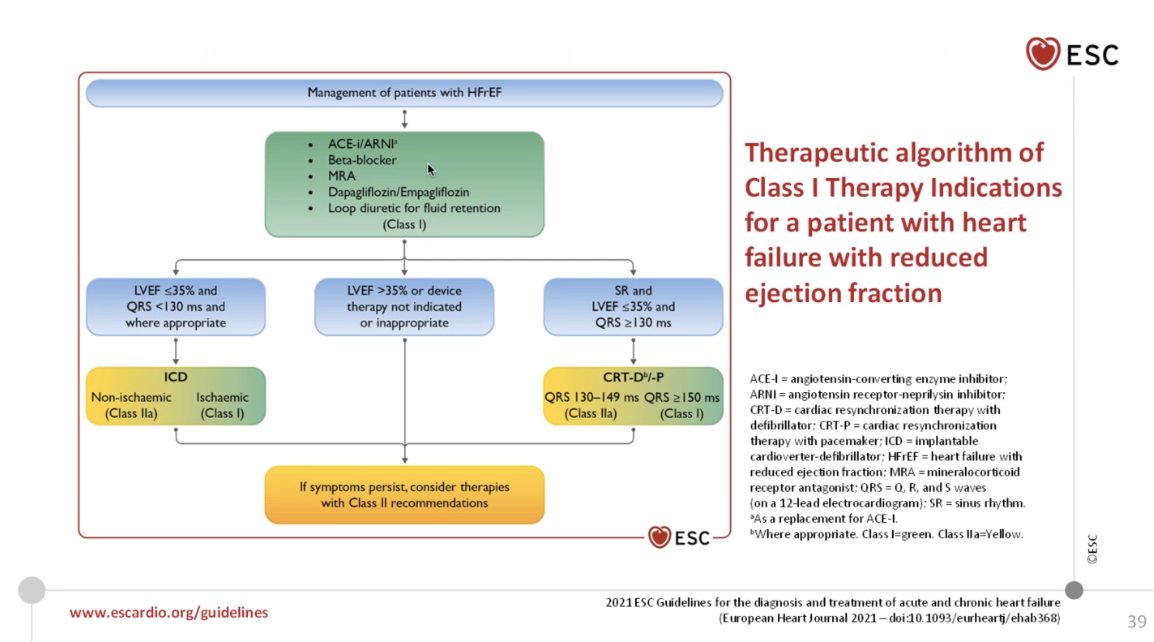 ESC
Management of patients with HFrEF
• ACE-i/ARNIᵃ
• Beta-blocker
• MRA
• Dapagliflozin/Empagliflozin
• Loop diuretic for fluid retention
(Class I)
LVEF ≤35% and
QRS <130 ms and
where appropriate
LVEF >35% or device
therapy not indicated
or inappropriate
SR and
LVEF ≤35% and
QRS ≥130 ms
ICD
Non-ischaemic
(Class IIa)
Ischaemic
(Class I)
CRT-Dᵇ/-P
QRS 130–149 ms
(Class IIa)
QRS ≥150 ms
(Class I)
If symptoms persist, consider therapies
with Class II recommendations
ESC
Therapeutic algorithm of
Class I Therapy Indications
for a patient with heart
failure with reduced
ejection fraction
ACE-I = angiotensin-converting enzyme inhibitor;
ARNI = angiotensin receptor-neprilysin inhibitor;
CRT-D = cardiac resynchronization therapy with
defibrillator; CRT-P = cardiac resynchronization
therapy with pacemaker; ICD = implantable
cardioverter-defibrillator; HFrEF = heart failure with
reduced ejection fraction; MRA = mineralocorticoid
receptor antagonist; QRS = Q, R, and S waves
(on a 12-lead electrocardiogram); SR = sinus rhythm.
ᵃAs a replacement for ACE-I.
ᵇWhere appropriate. Class I=green. Class IIa=Yellow.
©ESC
www.escardio.org/guidelines
2021 ESC Guidelines for the diagnosis and treatment of acute and chronic heart failure
(European Heart Journal 2021 – doi:10.1093/eurheartj/ehab368)
39